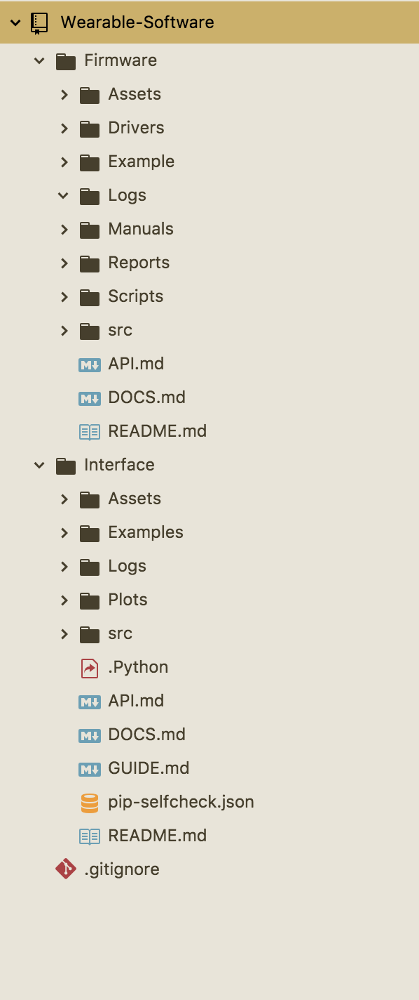 Wearable-Software
Firmware
Assets
Drivers
Example
Logs
Manuals
Reports
Scripts
src
API.md
DOCS.md
README.md
Interface
Assets
Examples
Logs
Plots
src
.Python
API.md
DOCS.md
GUIDE.md
pip-selfcheck.json
README.md
.gitignore